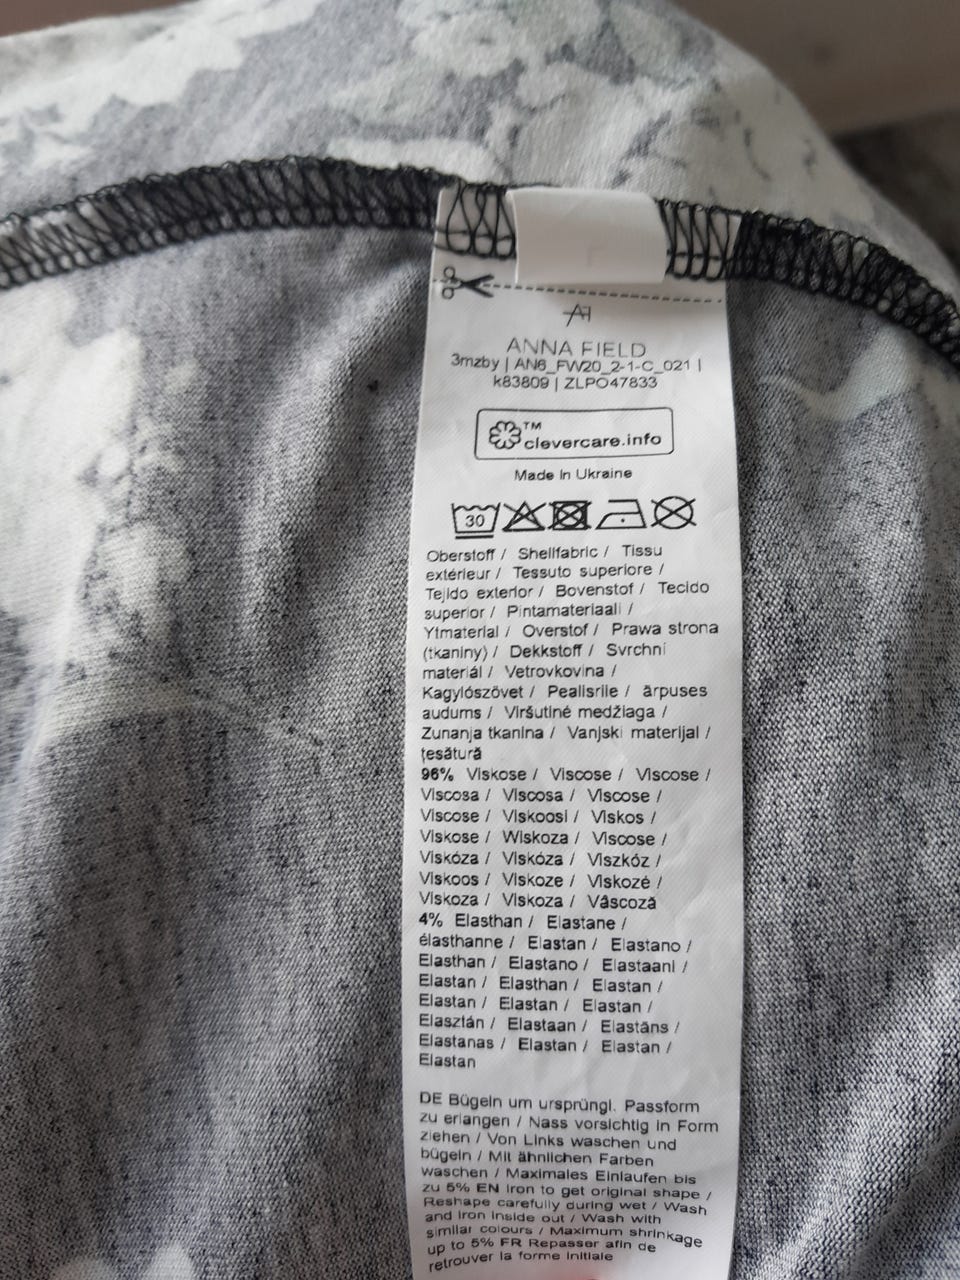 L
ANNA FIELD
3mzby | AN6_FW20_2-1-C_021 |
k83809 | ZLPO47833
™
clevercare.info
Made In Ukraine
30
Oberstoff / Shellfabric / Tissu
extérieur / Tessuto superiore /
Tejido exterior / Bovenstof / Tecido
superior / Pintamateriaali /
Ytmaterial / Overstof / Prawa strona
(tkaniny) / Dekkstoff / Svrchní
materiál / Vetrovkovina /
Kagylószövet / Pealisriie / ārpuses
audums / Viršutinė medžiaga /
Zunanja tkanina / Vanjski materijal /
țesătură
96% Viskose / Viscose / Viscose /
Viscosa / Viscosa / Viscose /
Viscose / Viskoosi / Viskos /
Viskose / Wiskoza / Viscose /
Viskóza / Viskóza / Viszkóz /
Viskoos / Viskoze / Viskozė /
Viskoza / Viskoza / Vâscoză
4% Elasthan / Elastane /
élasthanne / Elastan / Elastano /
Elasthan / Elastano / Elastaani /
Elastan / Elasthan / Elastan /
Elastan / Elastan / Elastan /
Elasztán / Elastaan / Elastāns /
Elastanas / Elastan / Elastan /
Elastan
DE Bügeln um ursprüngl. Passform
zu erlangen / Nass vorsichtig in Form
ziehen / Von Links waschen und
bügeln / Mit ähnlichen Farben
waschen / Maximales Einlaufen bis
zu 5% EN Iron to get original shape /
Reshape carefully during wet / Wash
and iron inside out / Wash with
similar colours / Maximum shrinkage
up to 5% FR Repasser afin de
retrouver la forme initiale